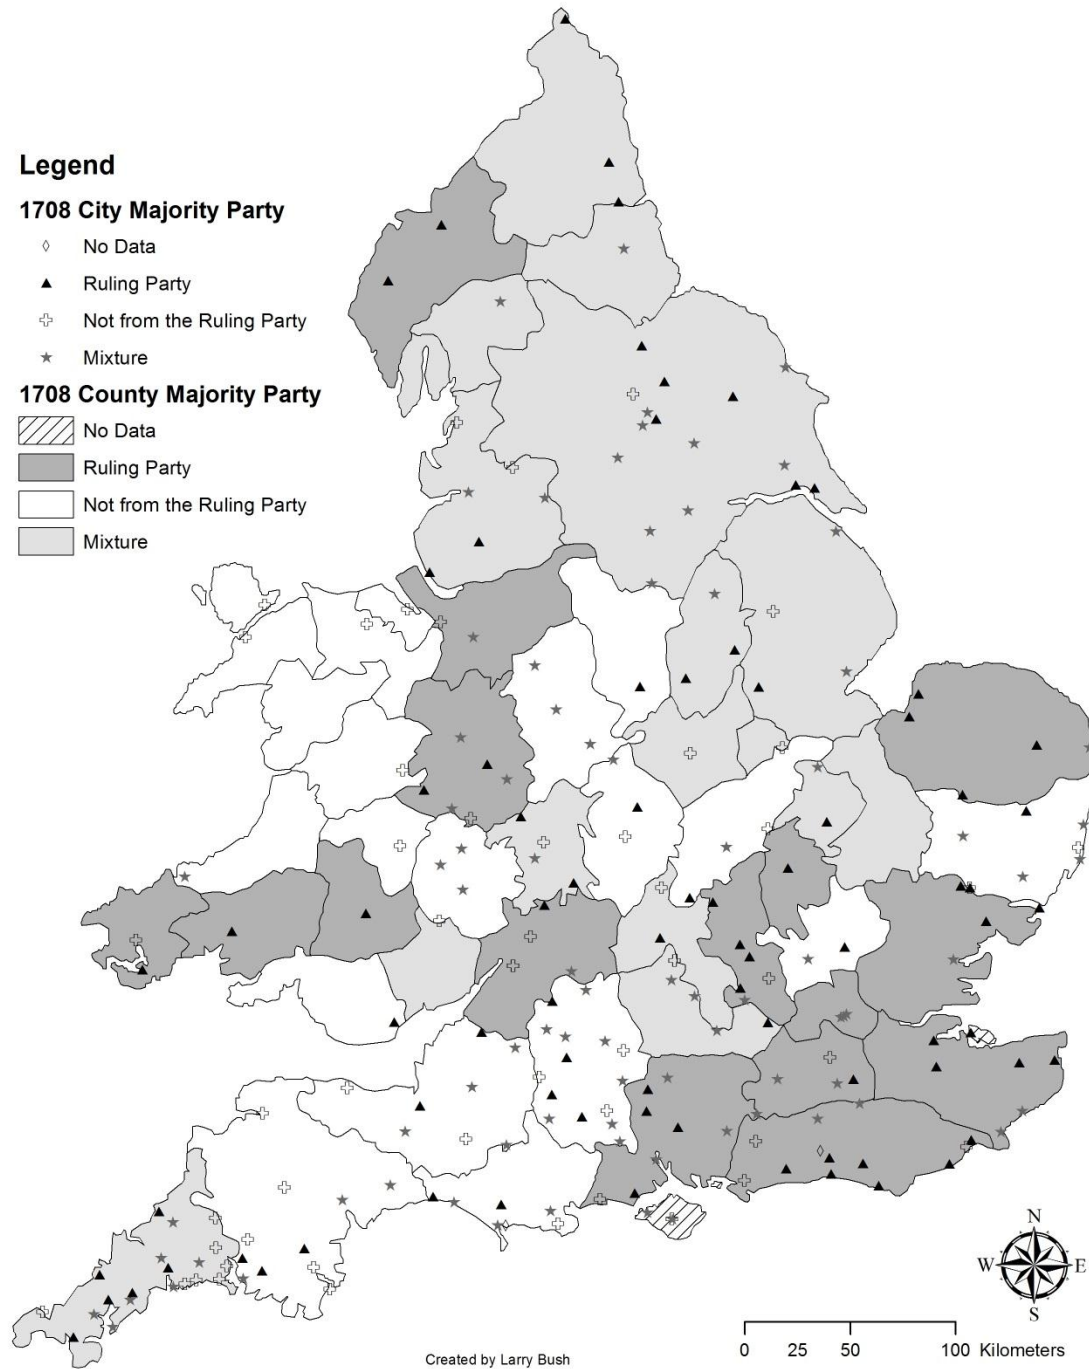 Legend
1708 City Majority Party
No Data
Ruling Party
Not from the Ruling Party
Mixture
1708 County Majority Party
No Data
Ruling Party
Not from the Ruling Party
Mixture
N
W E
S
0 25 50 100 Kilometers
Created by Larry Bush